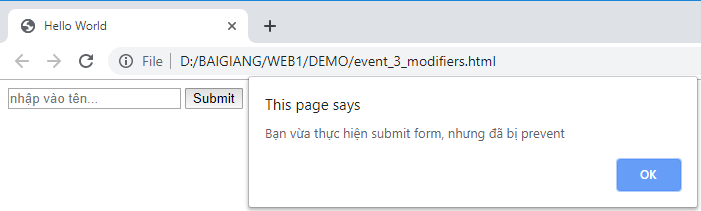 Hello World
File | D:/BAIGIANG/WEB1/DEMO/event_3_modifiers.html
nhập vào tên... Submit
This page says
Bạn vừa thực hiện submit form, nhưng đã bị prevent
OK